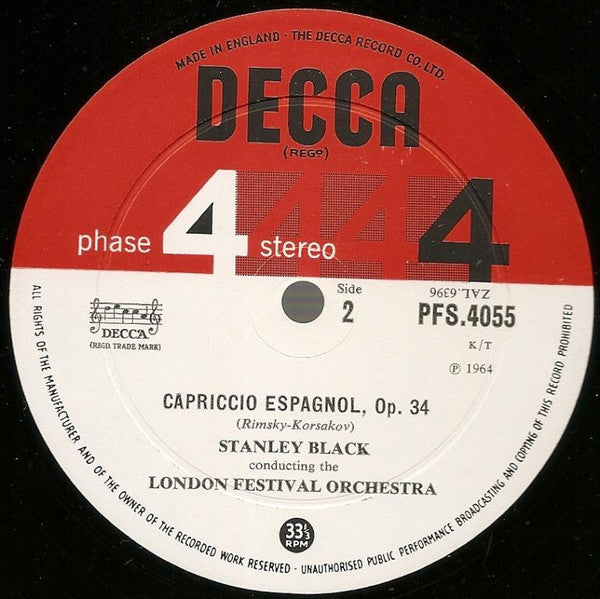 MADE IN ENGLAND · THE DECCA RECORD CO. LTD.
DECCA
(REGD)
phase 4 stereo 4 4 4
Side
2
ZAL.6396
PFS.4055
K/T
℗ 1964
DECCA
(REGD. TRADE MARK)
CAPRICCIO ESPAGNOL, Op. 34
(Rimsky-Korsakov)
STANLEY BLACK
conducting the
LONDON FESTIVAL ORCHESTRA
33⅓
RPM
ALL RIGHTS OF THE MANUFACTURER AND OF THE OWNER OF THE RECORDED WORK RESERVED · UNAUTHORISED PUBLIC PERFORMANCE BROADCASTING AND COPYING OF THIS RECORD PROHIBITED